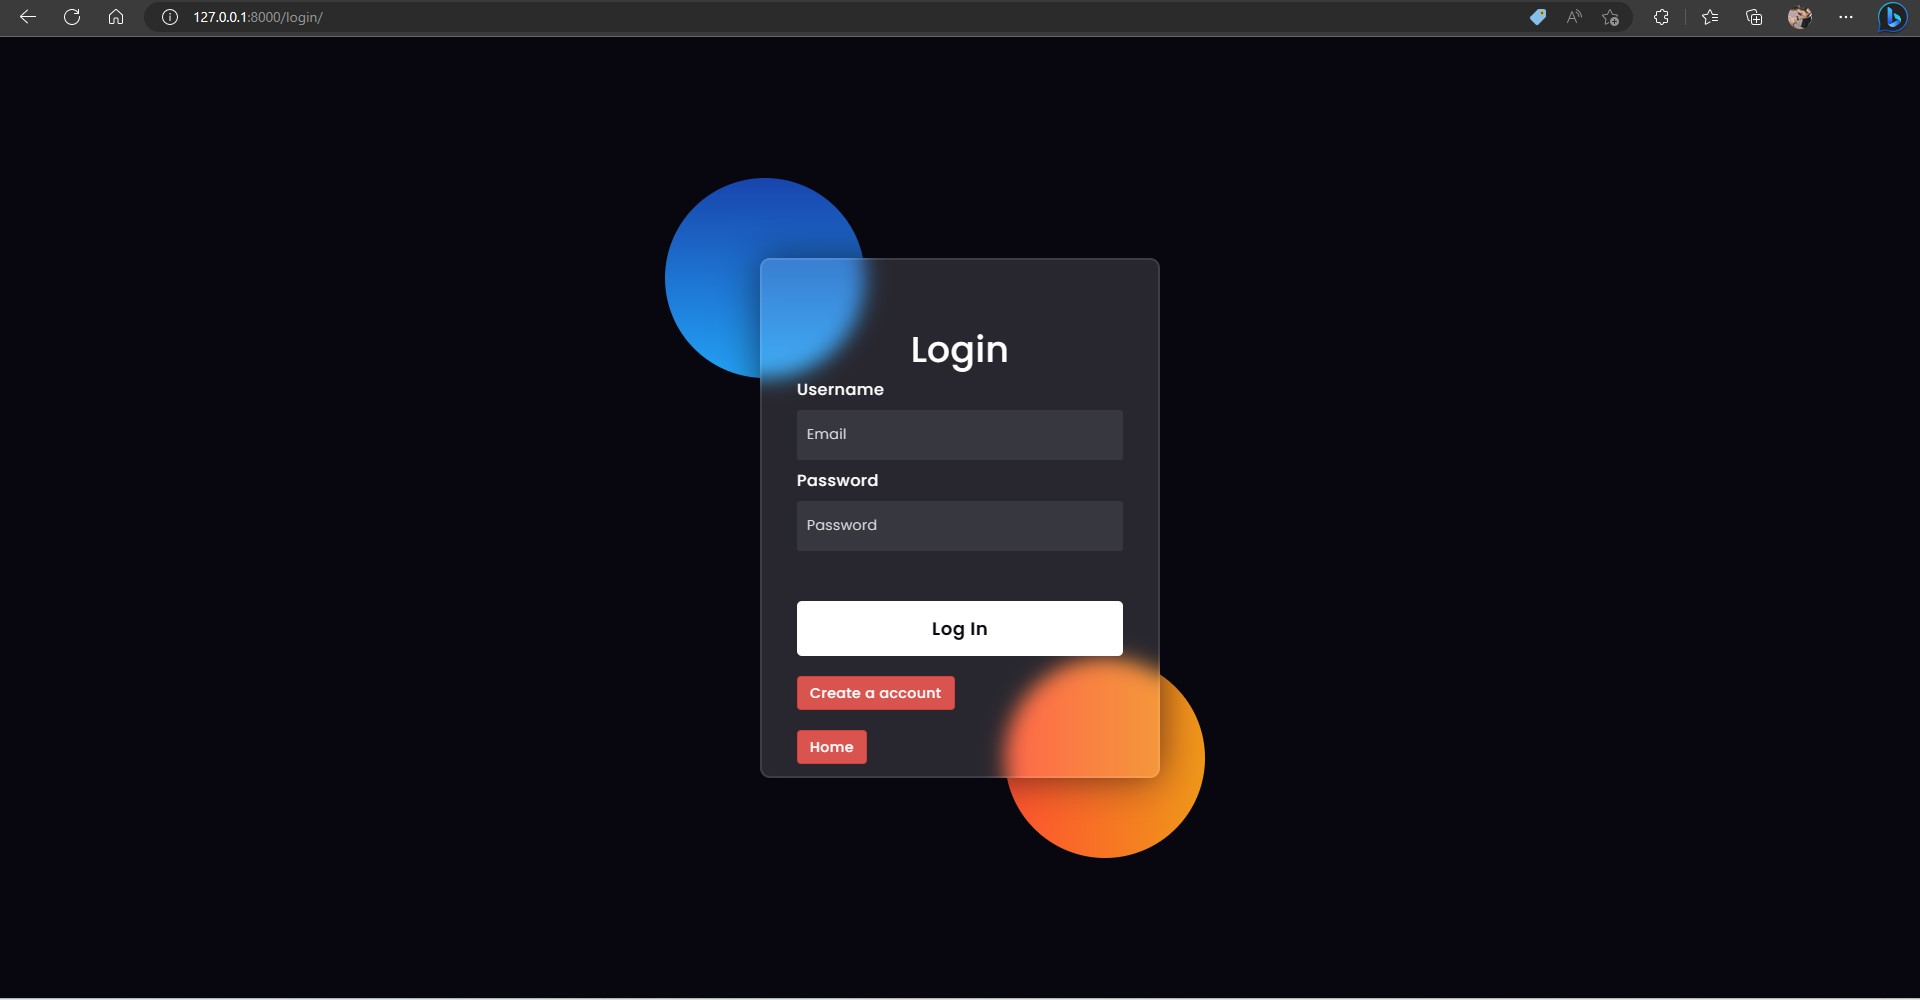 127.0.0.1:8000/login/
Login
Username
Email
Password
Password
Log In
Create a account
Home